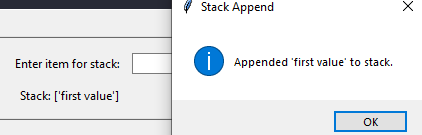 Stack Append
Enter item for stack:
Appended 'first value' to stack.
Stack: ['first value']
OK